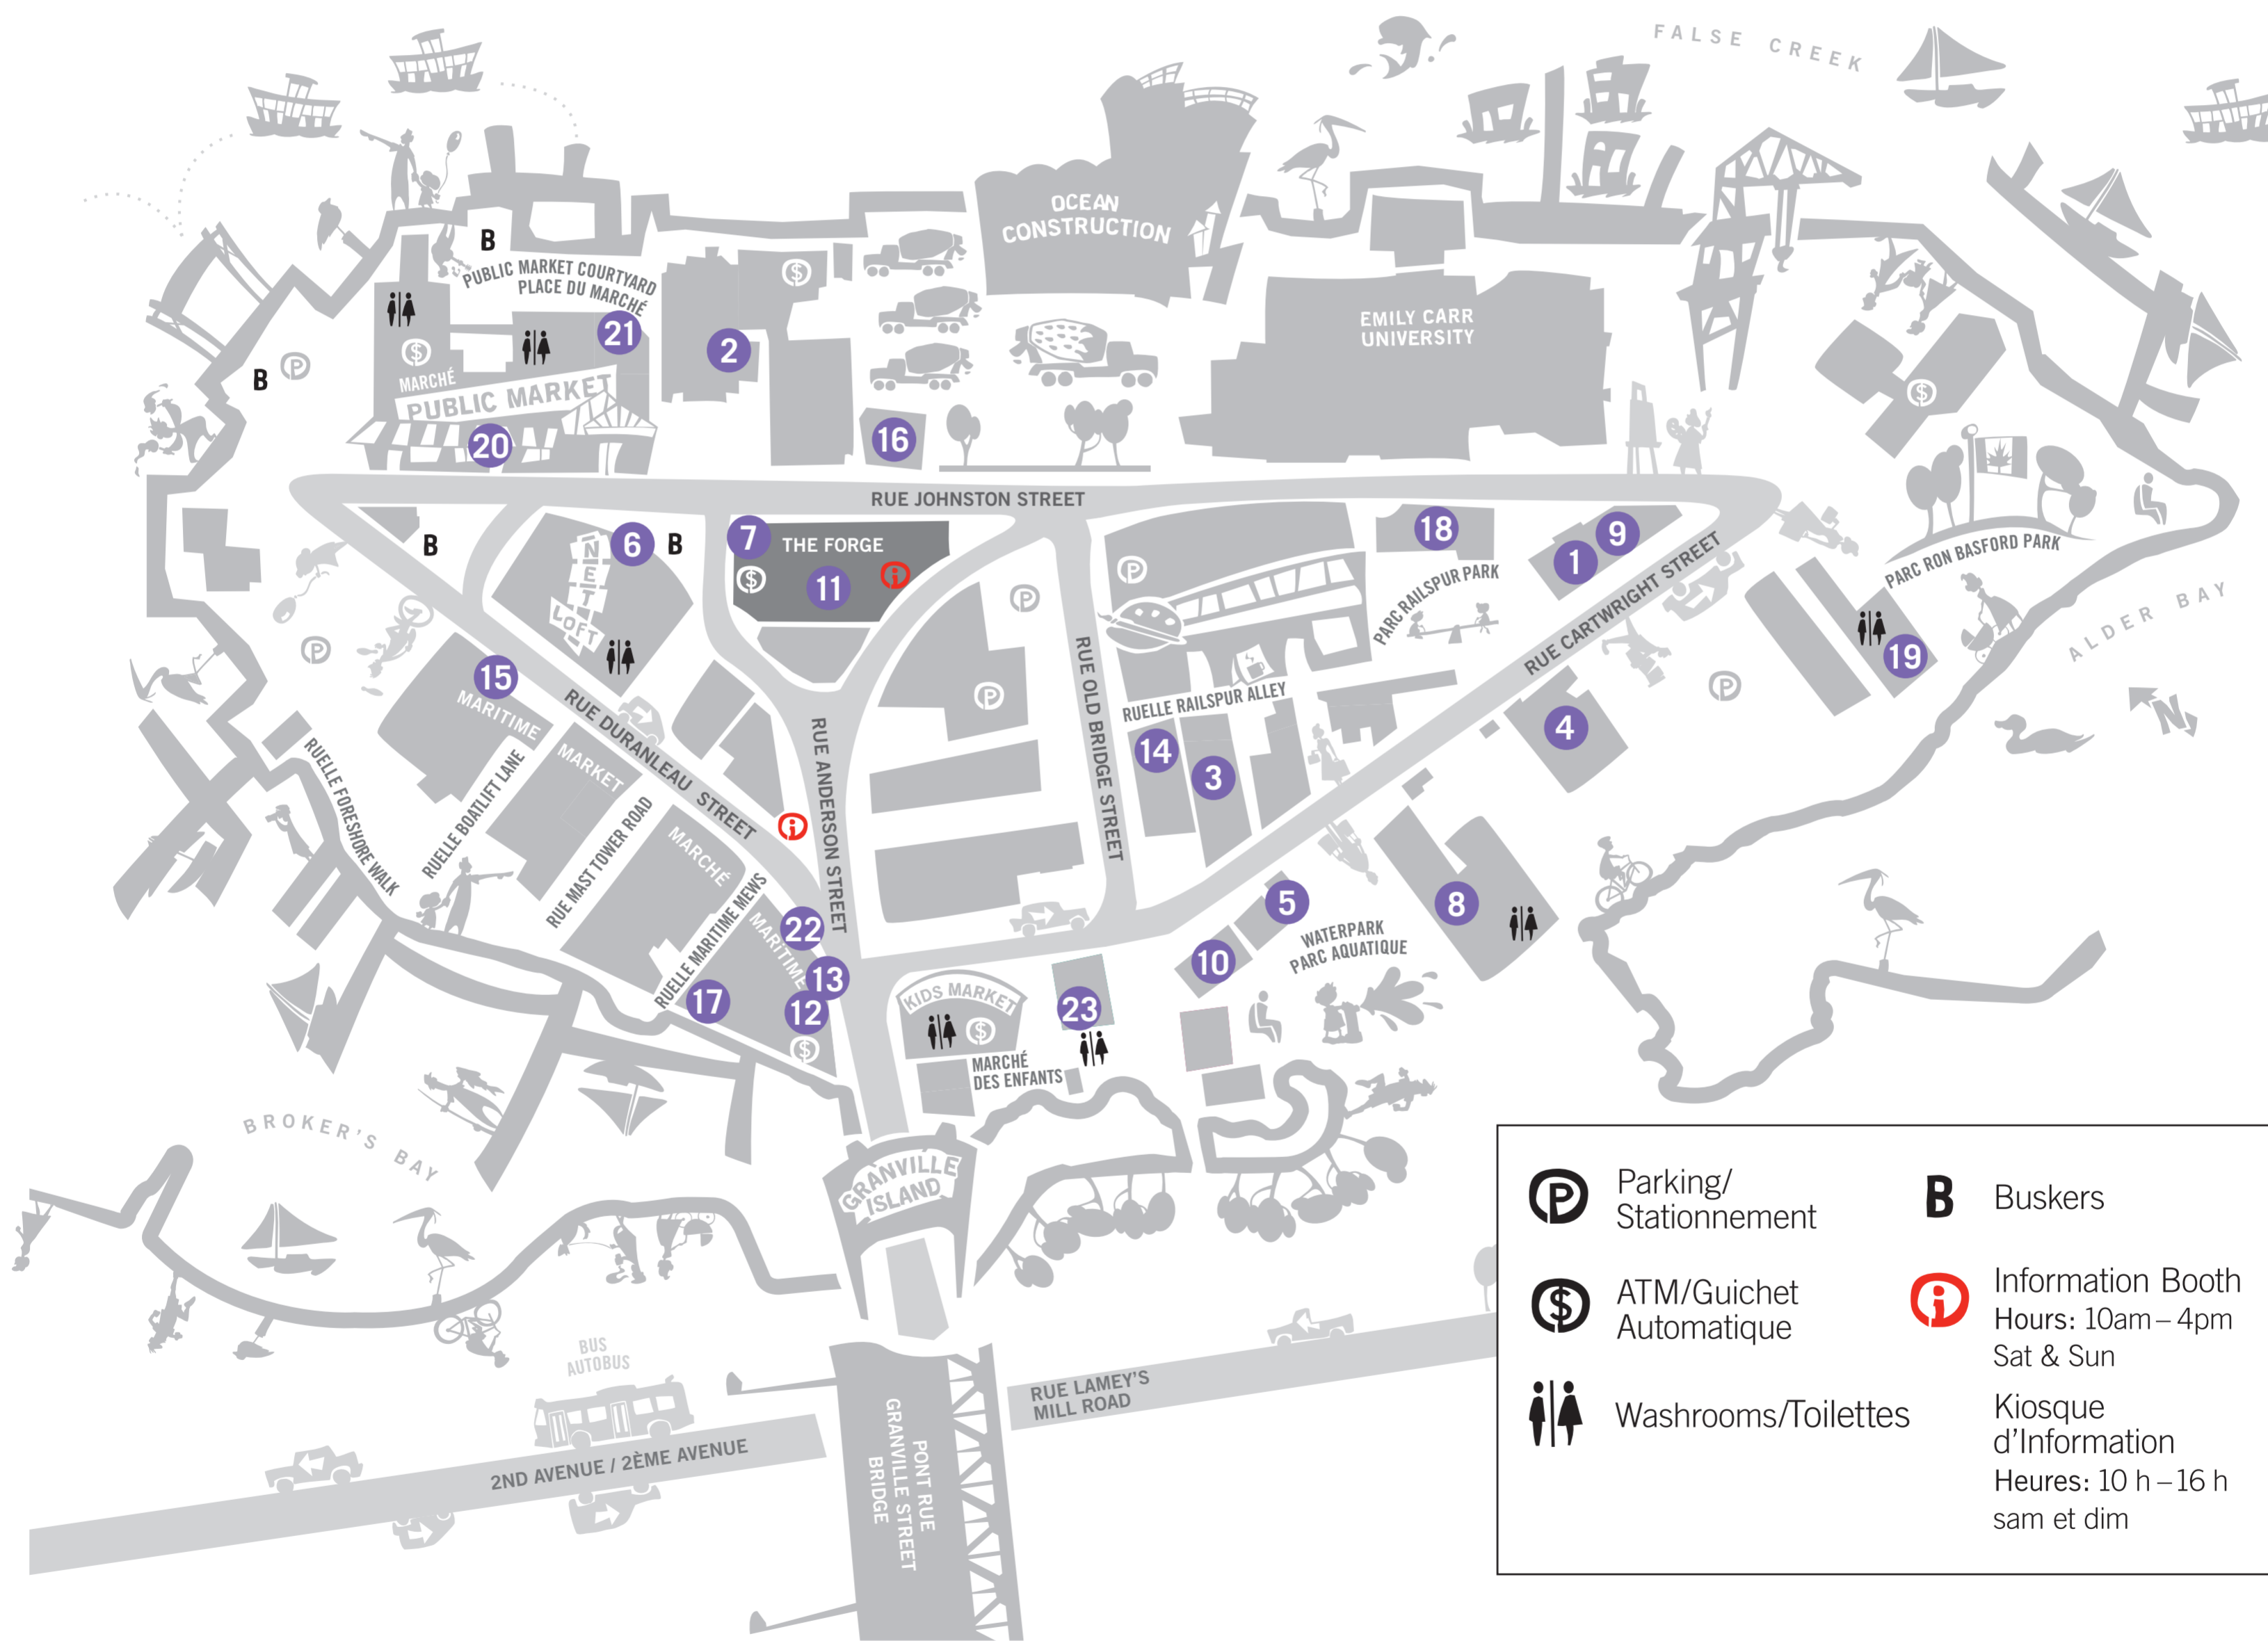 FALSE CREEK
OCEAN
CONSTRUCTION
B
PUBLIC MARKET COURTYARD
PLACE DU MARCHÉ
$
21
2
EMILY CARR
UNIVERSITY
B
P
$
MARCHÉ
PUBLIC MARKET
20
16
$
RUE JOHNSTON STREET
B
NET
LOFT
6
B
7
THE FORGE
$
11
i
P
P
P
18
PARC RAILSPUR PARK
1
9
RUE CARTWRIGHT STREET
PARC RON BASFORD PARK
19
ALDER BAY
N
P
15
MARITIME
RUE DURANLEAU STREET
MARKET
RUELLE FORESHORE WALK
RUELLE BOATLIFT LANE
RUE MAST TOWER ROAD
MARCHÉ
RUELLE MARITIME MEWS
MARITIME
i
RUE ANDERSON STREET
RUE OLD BRIDGE STREET
RUELLE RAILSPUR ALLEY
14
3
4
P
22
13
12
17
$
KIDS MARKET
$
MARCHÉ
DES ENFANTS
23
10
5
WATERPARK
PARC AQUATIQUE
8
BROKER'S BAY
GRANVILLE
ISLAND
BUS
AUTOBUS
2ND AVENUE / 2ÈME AVENUE
PONT RUE
GRANVILLE STREET
BRIDGE
RUE LAMEY'S
MILL ROAD
P Parking/
Stationnement
$ ATM/Guichet
Automatique
Washrooms/Toilettes
B Buskers
i Information Booth
Hours: 10am – 4pm
Sat & Sun
Kiosque
d'Information
Heures: 10 h – 16 h
sam et dim